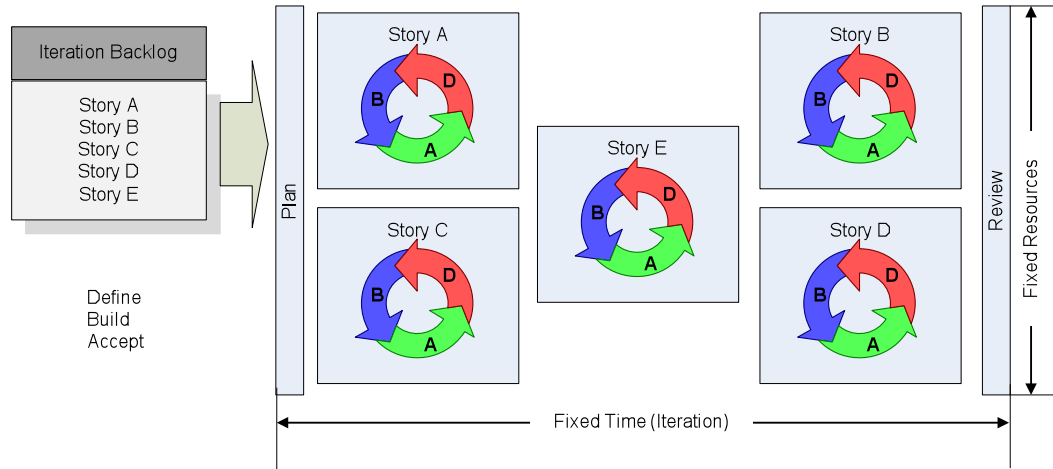 Iteration Backlog
Story A
Story B
Story C
Story D
Story E
Define
Build
Accept
Plan
Story A
D
B
A
Story C
D
B
A
Story E
D
B
A
Story B
D
B
A
Story D
D
B
A
Review
Fixed Resources
Fixed Time (Iteration)